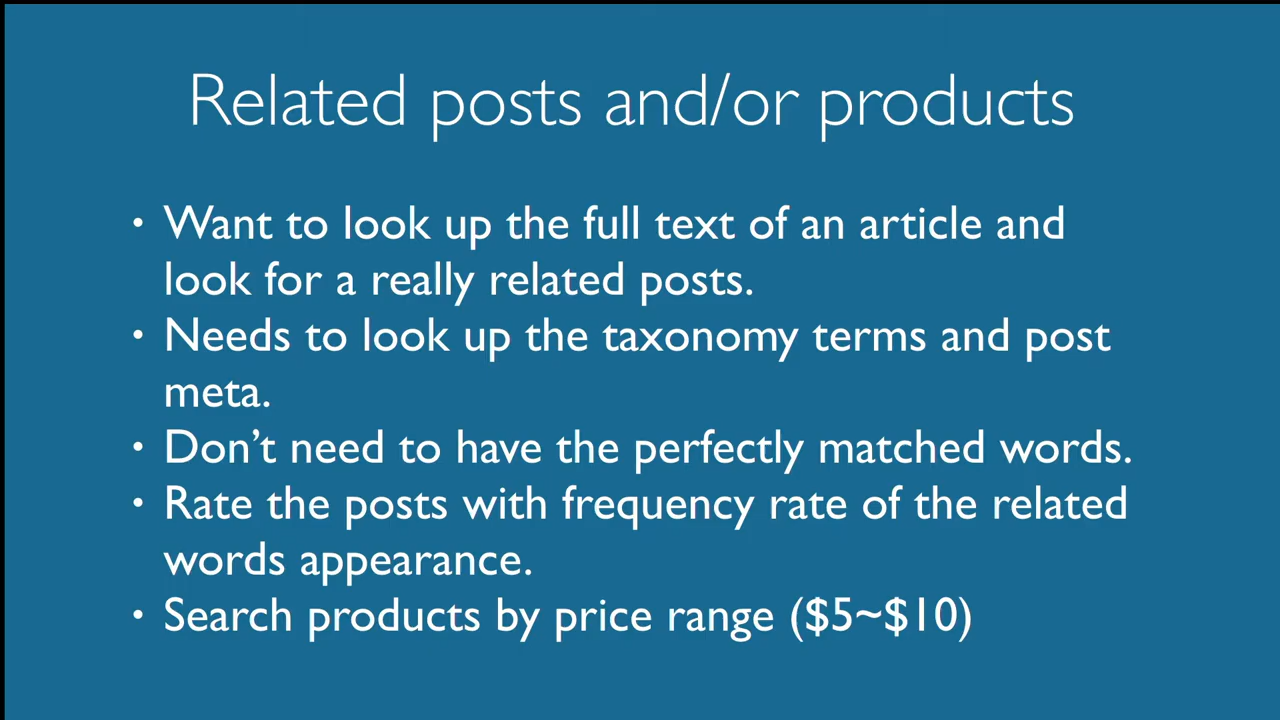 Related posts and/or products
• Want to look up the full text of an article and
look for a really related posts.
• Needs to look up the taxonomy terms and post
meta.
• Don't need to have the perfectly matched words.
• Rate the posts with frequency rate of the related
words appearance.
• Search products by price range ($5~$10)